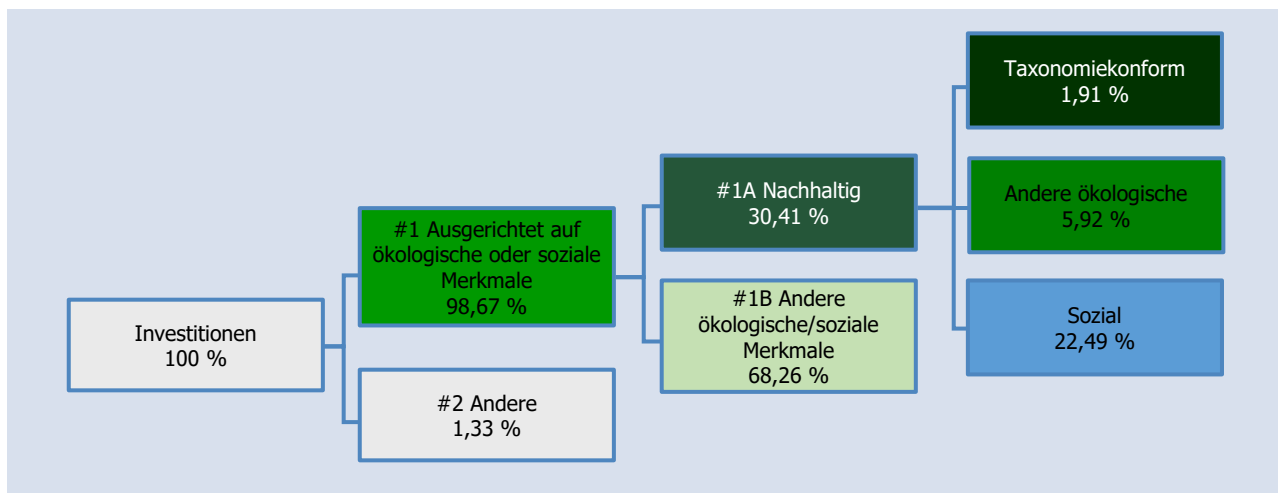 Investitionen
100 %
#1 Ausgerichtet auf
ökologische oder soziale
Merkmale
98,67 %
#2 Andere
1,33 %
#1A Nachhaltig
30,41 %
#1B Andere
ökologische/soziale
Merkmale
68,26 %
Taxonomiekonform
1,91 %
Andere ökologische
5,92 %
Sozial
22,49 %